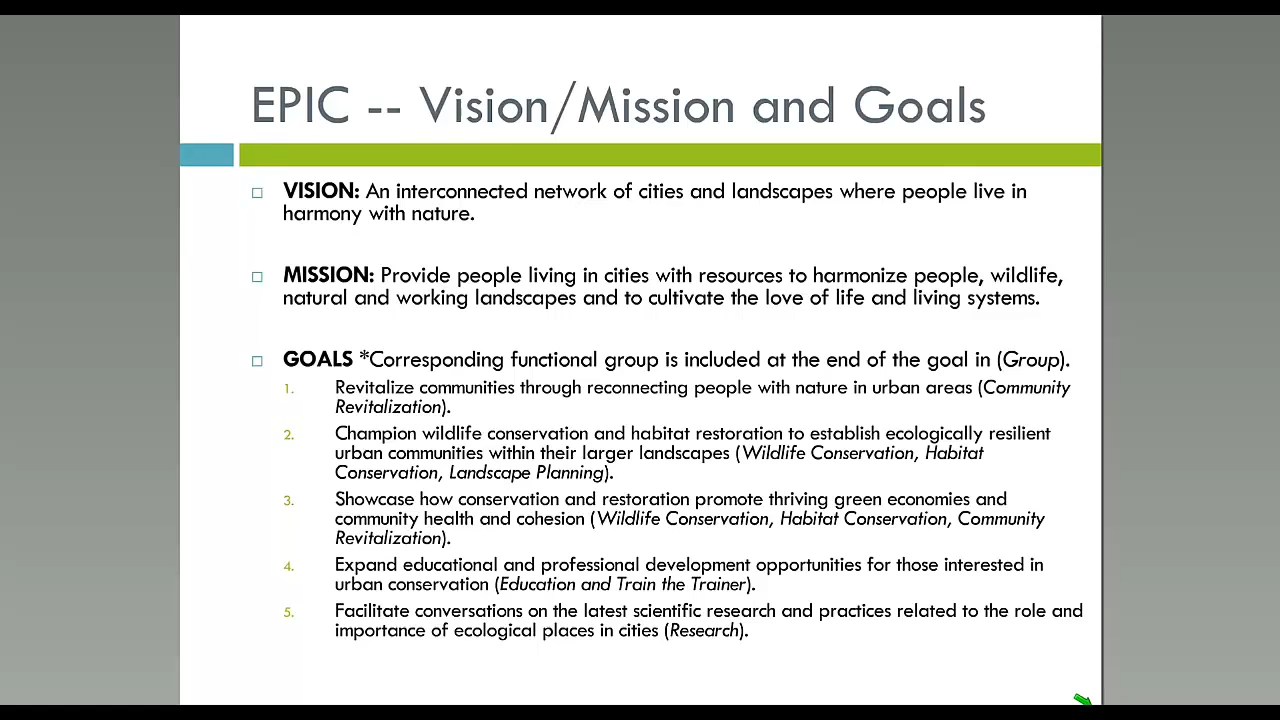 EPIC -- Vision/Mission and Goals
VISION: An interconnected network of cities and landscapes where people live in
harmony with nature.
MISSION: Provide people living in cities with resources to harmonize people, wildlife,
natural and working landscapes and to cultivate the love of life and living systems.
GOALS *Corresponding functional group is included at the end of the goal in (Group).
1. Revitalize communities through reconnecting people with nature in urban areas (Community
Revitalization).
2. Champion wildlife conservation and habitat restoration to establish ecologically resilient
urban communities within their larger landscapes (Wildlife Conservation, Habitat
Conservation, Landscape Planning).
3. Showcase how conservation and restoration promote thriving green economies and
community health and cohesion (Wildlife Conservation, Habitat Conservation, Community
Revitalization).
4. Expand educational and professional development opportunities for those interested in
urban conservation (Education and Train the Trainer).
5. Facilitate conversations on the latest scientific research and practices related to the role and
importance of ecological places in cities (Research).